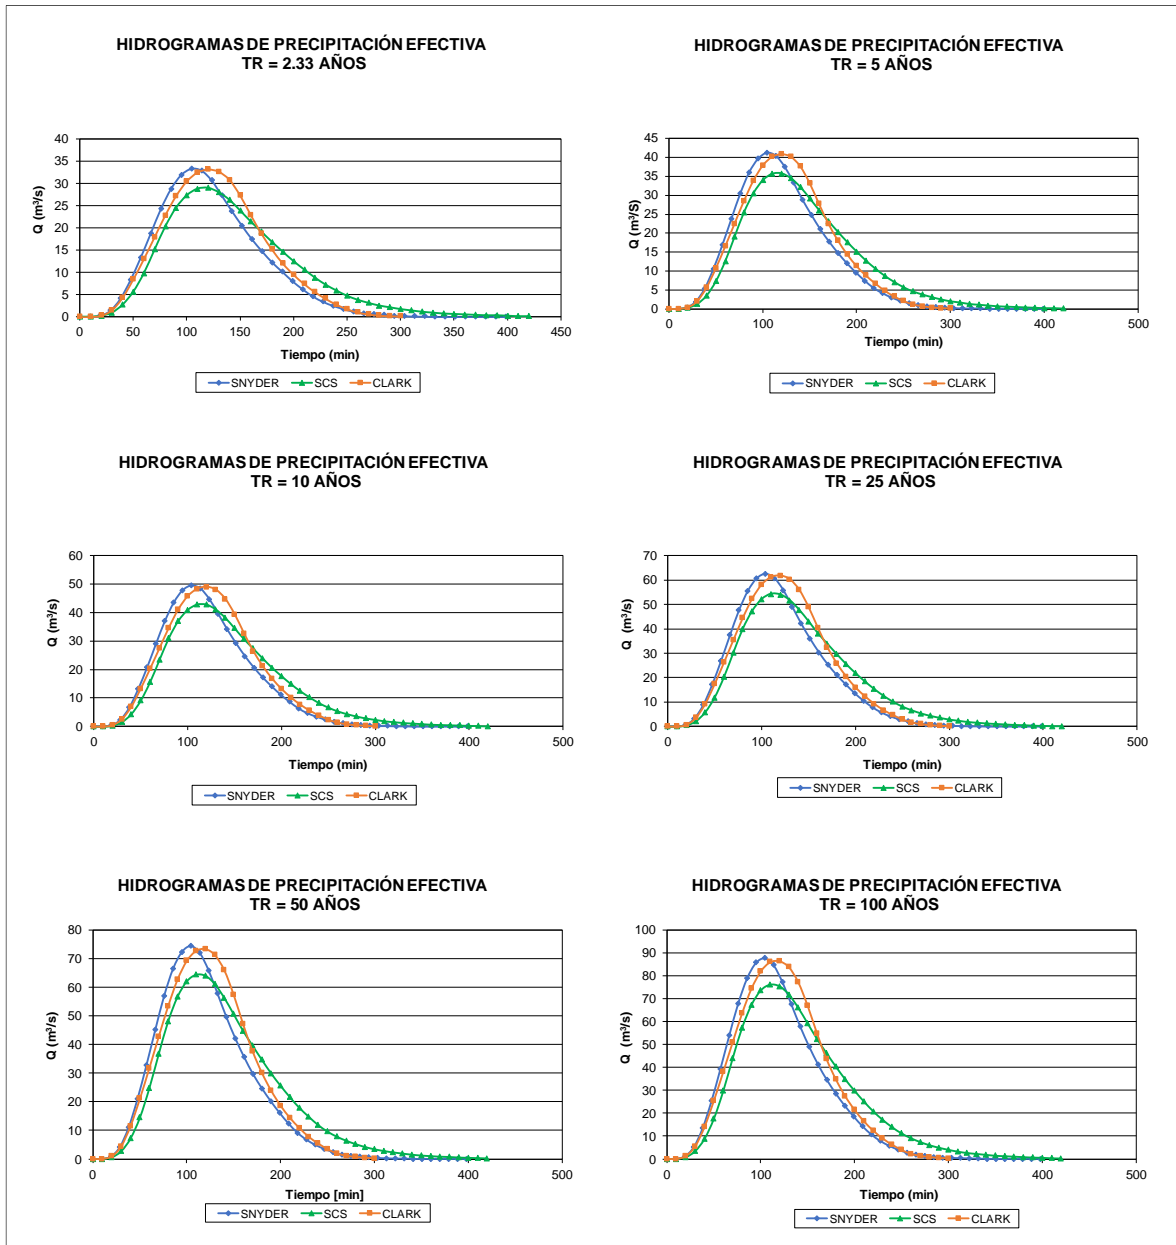 HIDROGRAMAS DE PRECIPITACIÓN EFECTIVA
TR = 2.33 AÑOS
Q (m³/s)
40
35
30
25
20
15
10
5
0
0 50 100 150 200 250 300 350 400 450
Tiempo (min)
SNYDER SCS CLARK
HIDROGRAMAS DE PRECIPITACIÓN EFECTIVA
TR = 5 AÑOS
Q (m³/S)
45
40
35
30
25
20
15
10
5
0
0 100 200 300 400 500
Tiempo (min)
SNYDER SCS CLARK
HIDROGRAMAS DE PRECIPITACIÓN EFECTIVA
TR = 10 AÑOS
Q (m³/s)
60
50
40
30
20
10
0
0 100 200 300 400 500
Tiempo (min)
SNYDER SCS CLARK
HIDROGRAMAS DE PRECIPITACIÓN EFECTIVA
TR = 25 AÑOS
Q (m³/s)
70
60
50
40
30
20
10
0
0 100 200 300 400 500
Tiempo (min)
SNYDER SCS CLARK
HIDROGRAMAS DE PRECIPITACIÓN EFECTIVA
TR = 50 AÑOS
Q (m³/s)
80
70
60
50
40
30
20
10
0
0 100 200 300 400 500
Tiempo [min]
SNYDER SCS CLARK
HIDROGRAMAS DE PRECIPITACIÓN EFECTIVA
TR = 100 AÑOS
Q (m³/s)
100
90
80
70
60
50
40
30
20
10
0
0 100 200 300 400 500
Tiempo (min)
SNYDER SCS CLARK